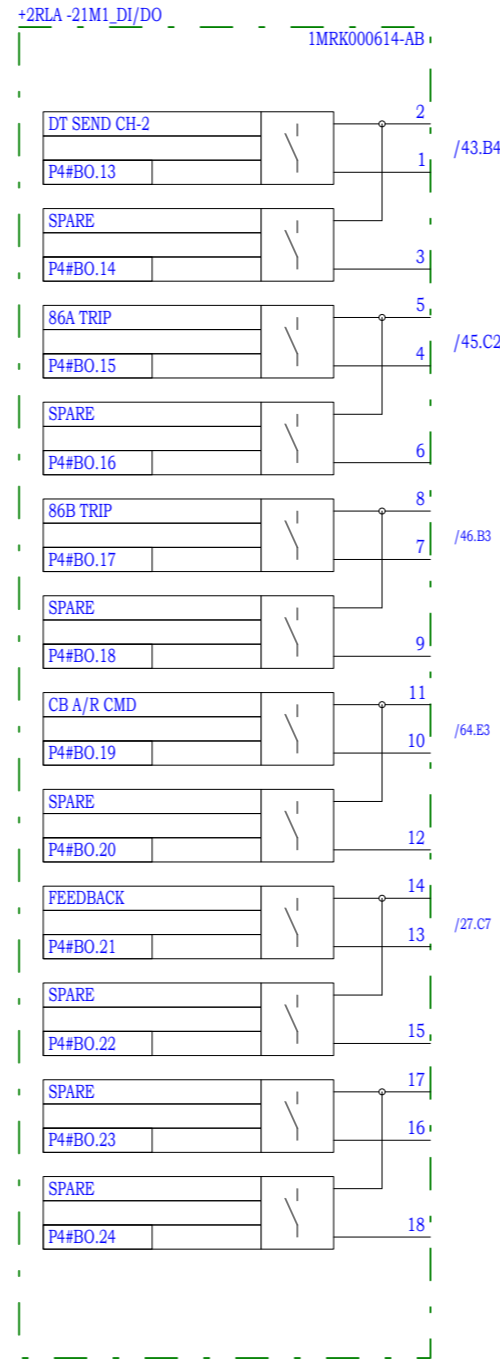 +2RLA -21M1_DI/DO
1MRK000614-AB
2
DT SEND CH-2
/43.B4
1
P4#BO.13
SPARE
3
P4#BO.14
5
86A TRIP
/45.C2
4
P4#BO.15
SPARE
6
P4#BO.16
8
86B TRIP
/46.B3
7
P4#BO.17
SPARE
9
P4#BO.18
11
CB A/R CMD
/64.E3
10
P4#BO.19
SPARE
12
P4#BO.20
14
FEEDBACK
/27.C7
13
P4#BO.21
SPARE
15
P4#BO.22
17
SPARE
16
P4#BO.23
SPARE
18
P4#BO.24